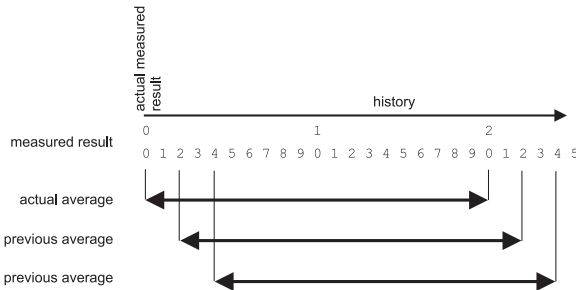 actual measured
result
history
0 1 2
measured result 0 1 2 3 4 5 6 7 8 9 0 1 2 3 4 5 6 7 8 9 0 1 2 3 4 5
actual average
previous average
previous average